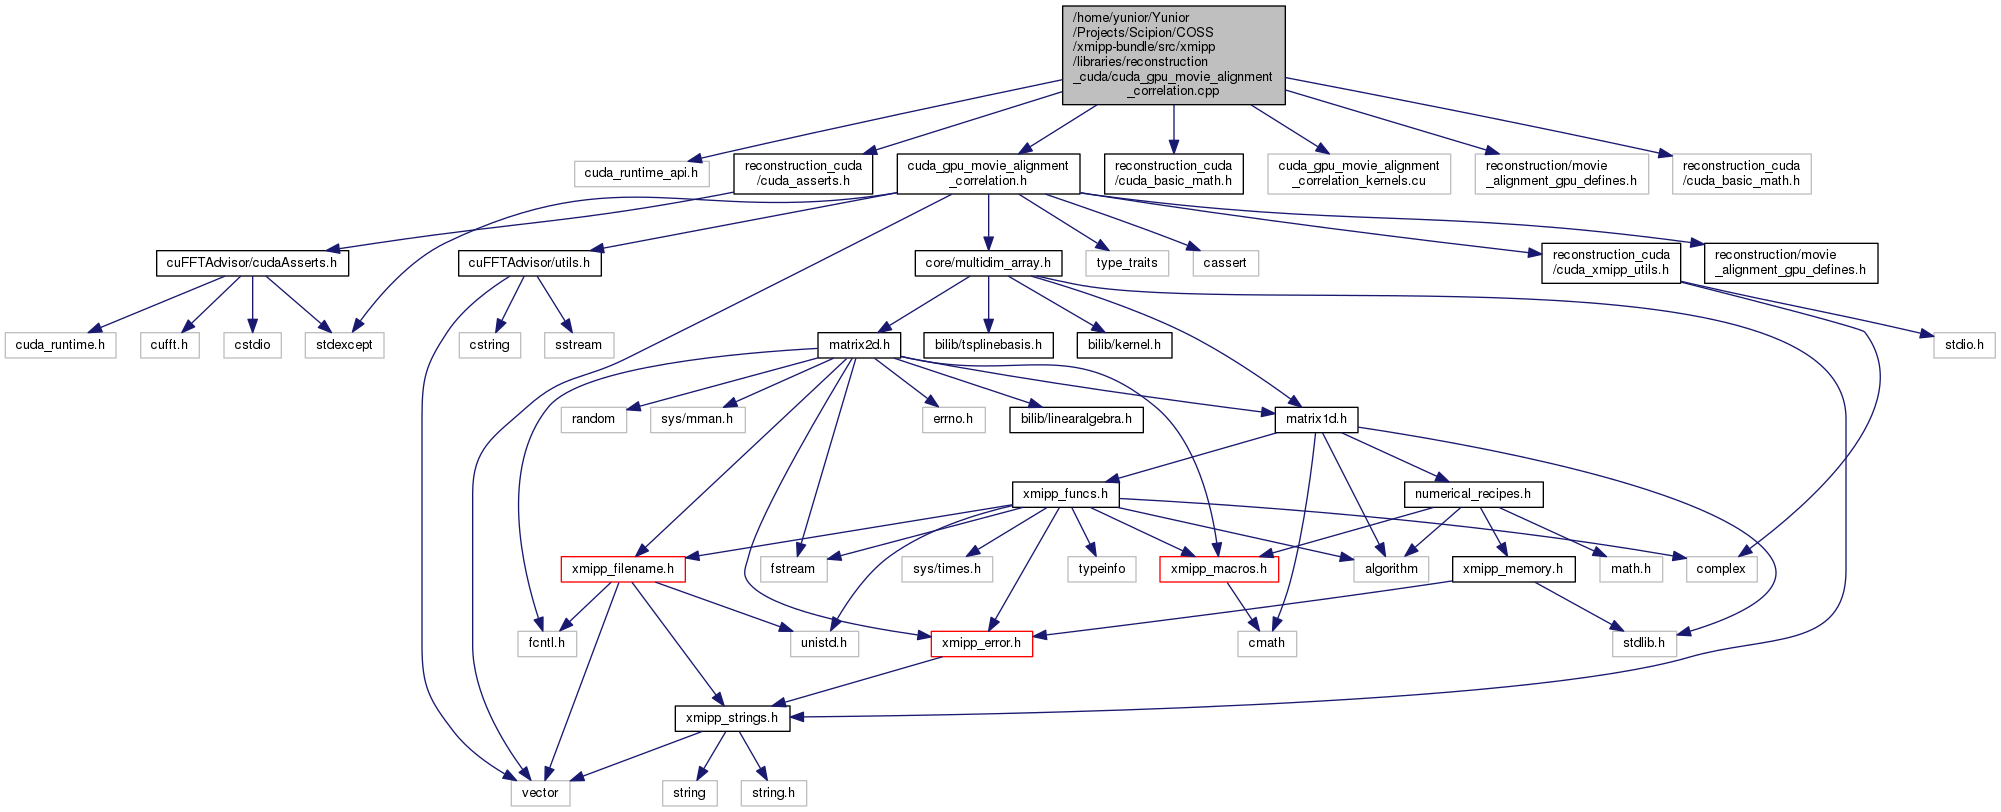 /home/yunior/Yunior
/Projects/Scipion/COSS
/xmipp-bundle/src/xmipp
/libraries/reconstruction
_cuda/cuda_gpu_movie_alignment
_correlation.cpp
cuda_runtime_api.h
reconstruction_cuda
/cuda_asserts.h
cuda_gpu_movie_alignment
_correlation.h
reconstruction_cuda
/cuda_basic_math.h
cuda_gpu_movie_alignment
_correlation_kernels.cu
reconstruction/movie
_alignment_gpu_defines.h
reconstruction_cuda
/cuda_basic_math.h
cuFFTAdvisor/cudaAsserts.h
cuFFTAdvisor/utils.h
core/multidim_array.h
type_traits
cassert
reconstruction_cuda
/cuda_xmipp_utils.h
reconstruction/movie
_alignment_gpu_defines.h
cuda_runtime.h
cufft.h
cstdio
stdexcept
cstring
sstream
matrix2d.h
bilib/tsplinebasis.h
bilib/kernel.h
stdio.h
random
sys/mman.h
errno.h
bilib/linearalgebra.h
matrix1d.h
xmipp_funcs.h
numerical_recipes.h
xmipp_filename.h
fstream
sys/times.h
typeinfo
xmipp_macros.h
algorithm
xmipp_memory.h
math.h
complex
fcntl.h
unistd.h
xmipp_error.h
cmath
stdlib.h
xmipp_strings.h
vector
string
string.h